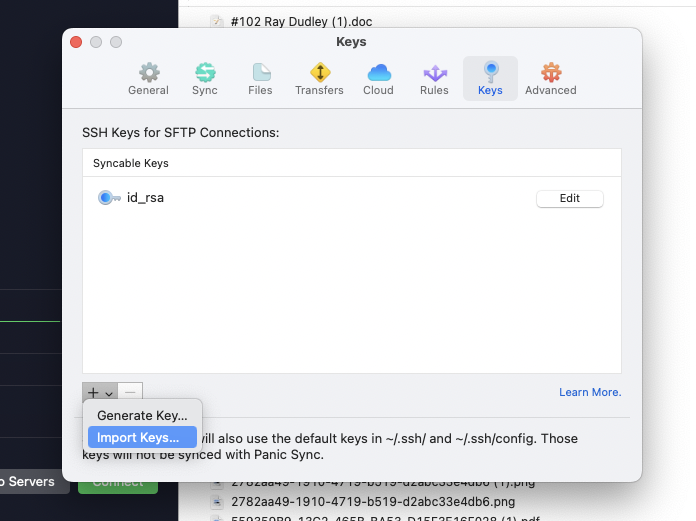 #102 Ray Dudley (1).doc
Keys
General Sync Files Transfers Cloud Rules Keys Advanced
SSH Keys for SFTP Connections:
Syncable Keys
id_rsa Edit
Learn More.
Generate Key...
Import Keys...
will also use the default keys in ~/.ssh/ and ~/.ssh/config. Those
keys will not be synced with Panic Sync.
Servers Connect
2782aa49-1910-4719-b519-d2abc33e4db6 (1).png
2782aa49-1910-4719-b519-d2abc33e4db6.png